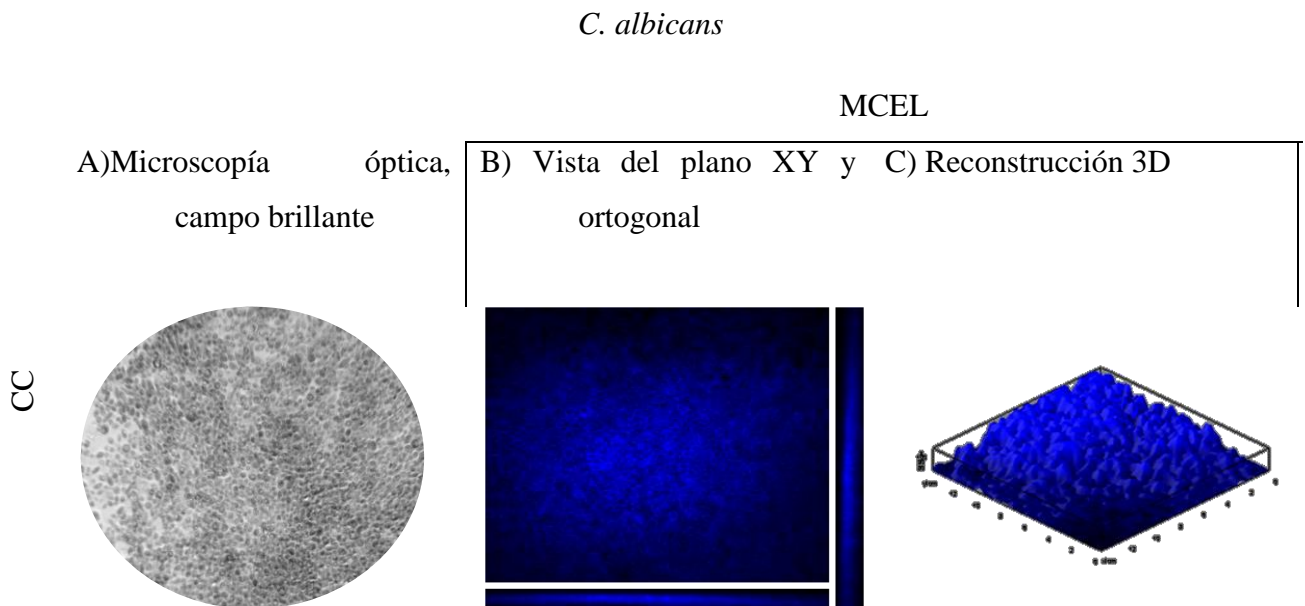 C. albicans
MCEL
A)Microscopía óptica,
campo brillante
B) Vista del plano XY y
ortogonal
C) Reconstrucción 3D
CC